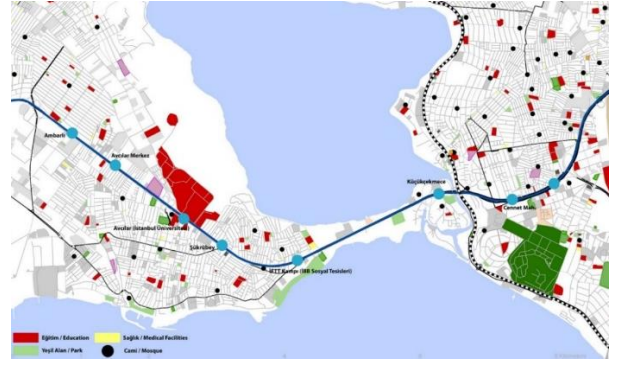 Ambarlı
Avcılar Merkez
Avcılar (İstanbul Üniversitesi)
Şükrübey
İETT Kampı (İBB Sosyal Tesisleri)
Küçükçekmece
Cennet Mah.
Eğitim / Education
Sağlık / Medical Facilities
Yeşil Alan / Park
Cami / Mosque